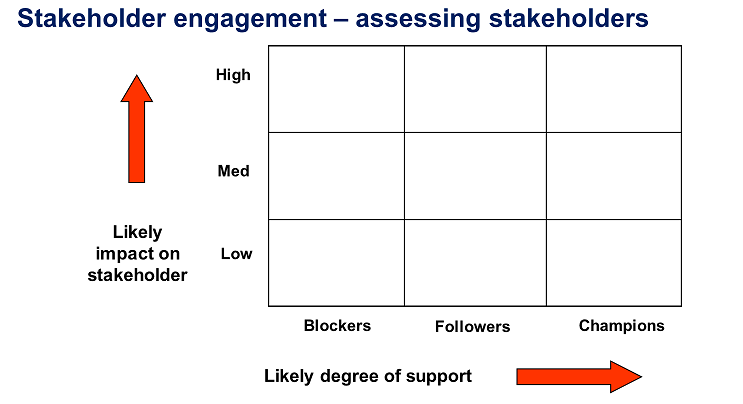 Stakeholder engagement – assessing stakeholders
High
Med
Likely
impact on
stakeholder
Low
Blockers
Followers
Champions
Likely degree of support